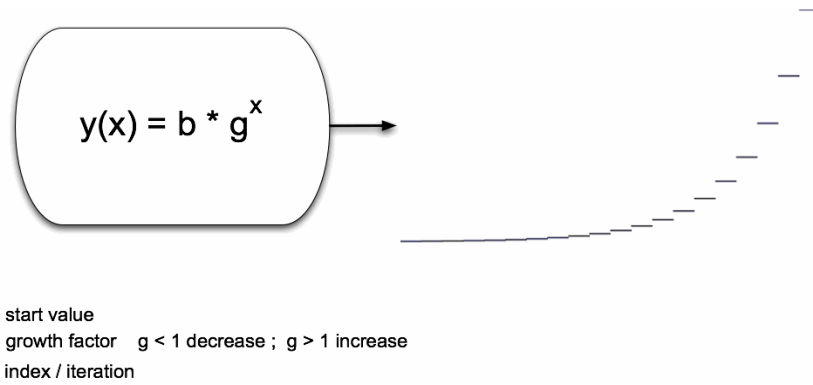 y(x) = b * g^x
start value
growth factor g < 1 decrease ; g > 1 increase
index / iteration